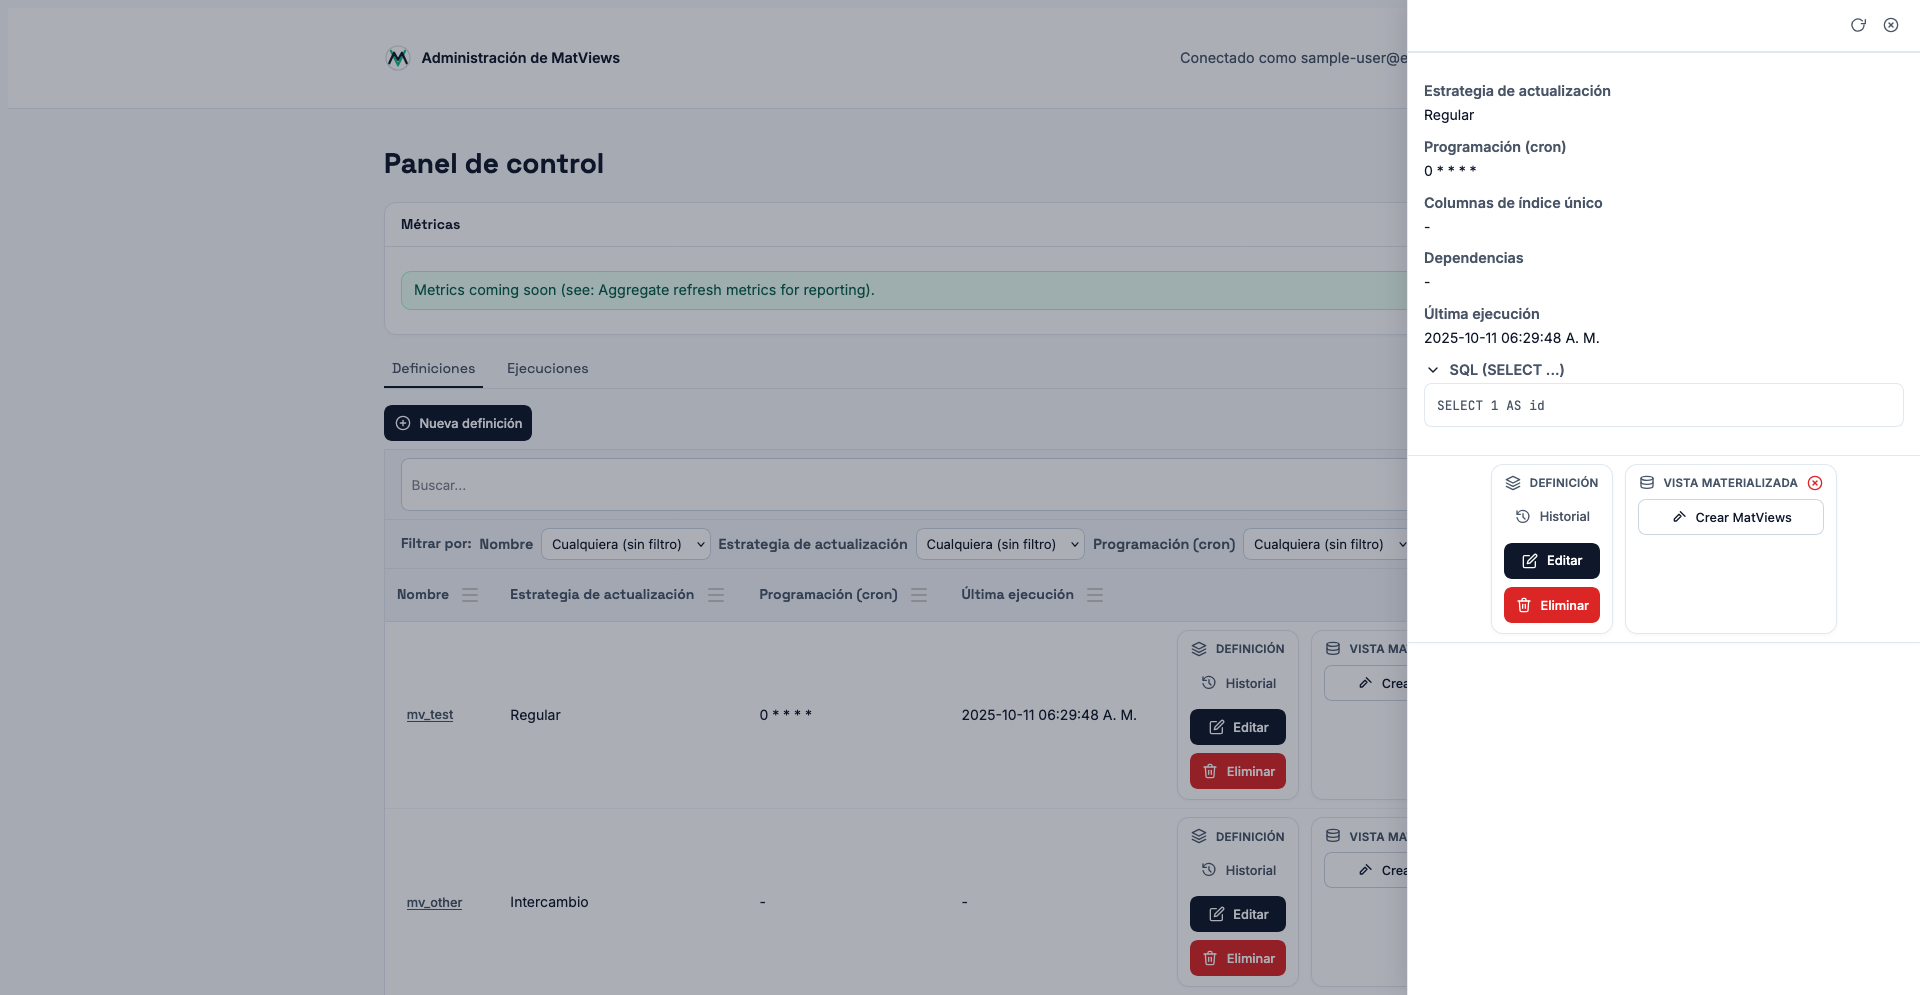 Administración de MatViews
Conectado como sample-user@e
Panel de control
Métricas
Metrics coming soon (see: Aggregate refresh metrics for reporting).
Definiciones Ejecuciones
Nueva definición
Buscar...
Filtrar por: Nombre Cualquiera (sin filtro) Estrategia de actualización Cualquiera (sin filtro) Programación (cron) Cualquiera (sin filtro)
Nombre Estrategia de actualización Programación (cron) Última ejecución
DEFINICIÓN VISTA MA
Historial Crea
mv_test Regular 0 * * * * 2025-10-11 06:29:48 A. M.
Editar
Eliminar
DEFINICIÓN VISTA MA
Historial Crea
mv_other Intercambio - -
Editar
Eliminar
Estrategia de actualización
Regular
Programación (cron)
0 * * * *
Columnas de índice único
-
Dependencias
-
Última ejecución
2025-10-11 06:29:48 A. M.
SQL (SELECT ...)
SELECT 1 AS id
DEFINICIÓN VISTA MATERIALIZADA
Historial Crear MatViews
Editar
Eliminar